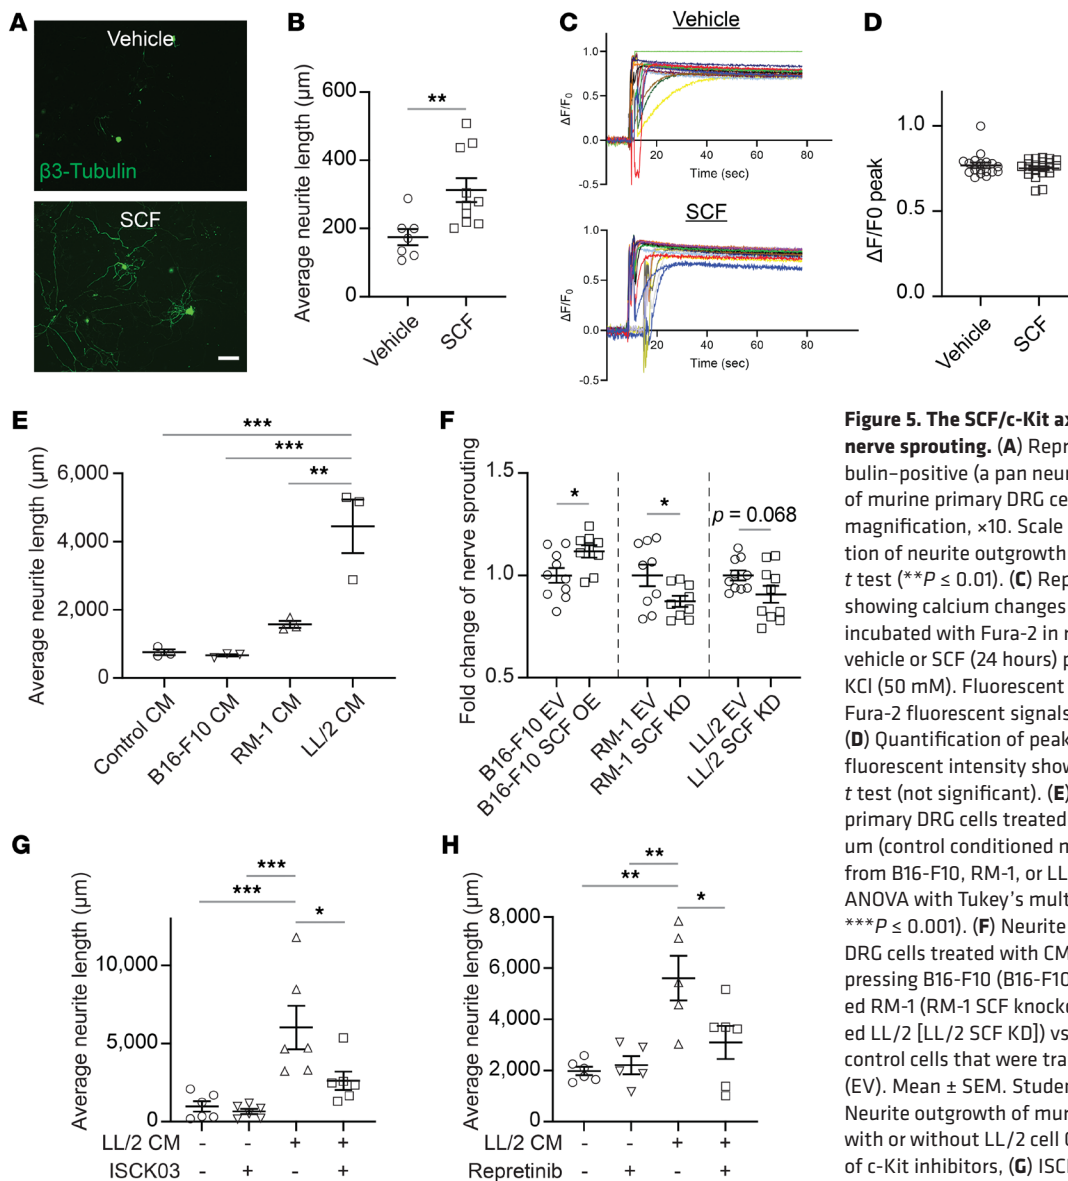 A
Vehicle
β3-Tubulin
SCF
B
**
Average neurite length (µm)
600
400
200
0
Vehicle
SCF
C
Vehicle
ΔF/F0
1.0
0.5
0.0
-0.5
20
40
60
80
Time (sec)
SCF
ΔF/F0
1.0
0.5
0.0
-0.5
20
40
60
80
Time (sec)
D
ΔF/F0 peak
1.0
0.5
0.0
Vehicle
SCF
E
***
***
**
Average neurite length (µm)
6,000
4,000
2,000
0
Control CM
B16-F10 CM
RM-1 CM
LL/2 CM
F
Fold change of nerve sprouting
1.5
1.0
0.5
*
*
p = 0.068
B16-F10 EV
B16-F10 SCF OE
RM-1 EV
RM-1 SCF KD
LL/2 EV
LL/2 SCF KD
Figure 5. The SCF/c-Kit ax
nerve sprouting. (A) Repr
bulin–positive (a pan neur
of murine primary DRG ce
magnification, ×10. Scale
tion of neurite outgrowth
t test (**P ≤ 0.01). (C) Rep
showing calcium changes
incubated with Fura-2 in r
vehicle or SCF (24 hours) p
KCl (50 mM). Fluorescent
Fura-2 fluorescent signals
(D) Quantification of peak
fluorescent intensity show
t test (not significant). (E)
primary DRG cells treated
um (control conditioned n
from B16-F10, RM-1, or LL
ANOVA with Tukey's mult
***P ≤ 0.001). (F) Neurite
DRG cells treated with CM
pressing B16-F10 (B16-F10
ed RM-1 (RM-1 SCF knocke
ed LL/2 [LL/2 SCF KD]) vs
control cells that were tra
(EV). Mean ± SEM. Studen
Neurite outgrowth of mur
with or without LL/2 cell C
of c-Kit inhibitors, (G) ISCK
G
***
***
*
Average neurite length (µm)
10,000
5,000
0
LL/2 CM - - + +
ISCK03 - + - +
H
**
**
*
Average neurite length (µm)
8,000
6,000
4,000
2,000
0
LL/2 CM - - + +
Repretinib - + - +